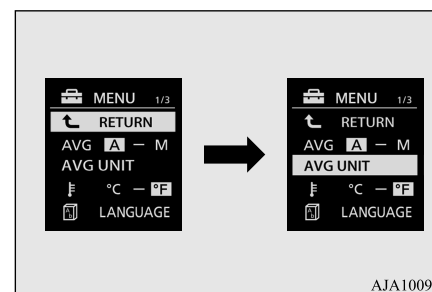 MENU 1/3
RETURN
AVG A — M
AVG UNIT
°C — °F
LANGUAGE
MENU 1/3
RETURN
AVG A — M
AVG UNIT
°C — °F
LANGUAGE
AJA1009